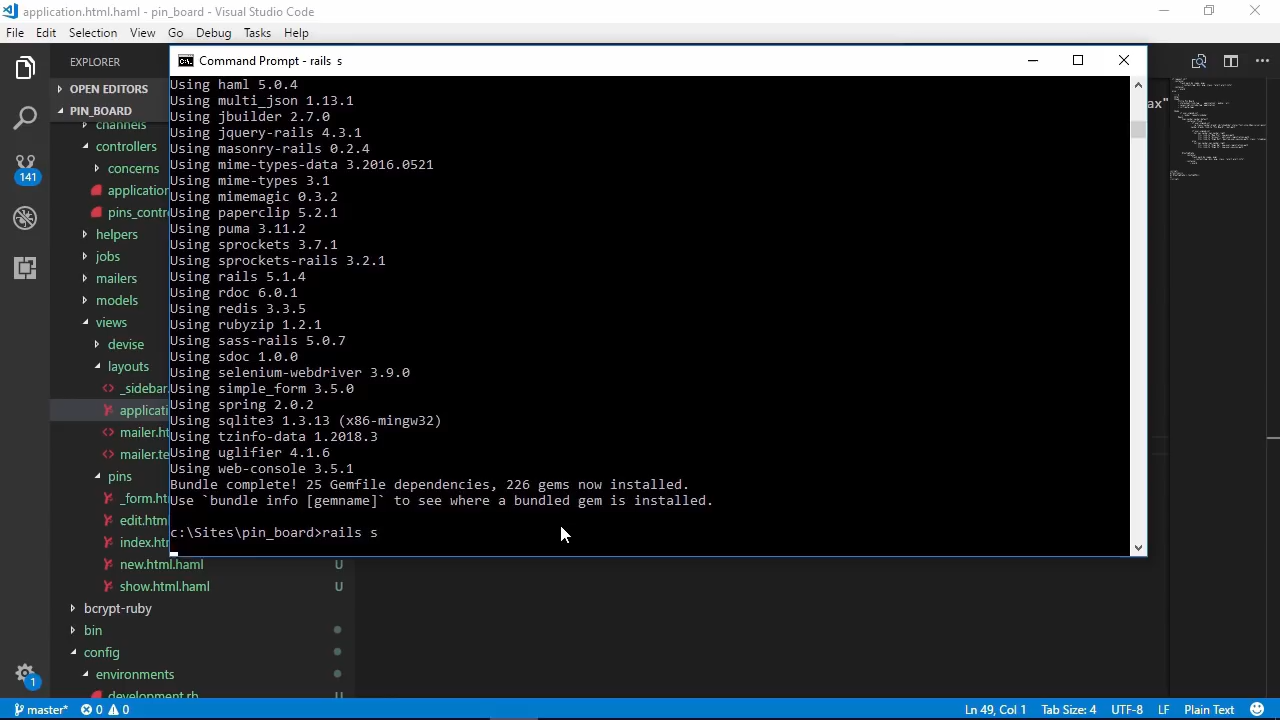 application.html.haml - pin_board - Visual Studio Code
File Edit Selection View Go Debug Tasks Help
EXPLORER
OPEN EDITORS
PIN_BOARD
channels
controllers
concerns
application
pins_contr
helpers
jobs
mailers
models
views
devise
layouts
_sidebar
applicati
mailer.ht
mailer.te
pins
_form.ht
edit.htm
index.ht
new.html.haml U
show.html.haml U
bcrypt-ruby
bin
config
environments
development.rb U
141
1
Command Prompt - rails s
Using haml 5.0.4
Using multi_json 1.13.1
Using jbuilder 2.7.0
Using jquery-rails 4.3.1
Using masonry-rails 0.2.4
Using mime-types-data 3.2016.0521
Using mime-types 3.1
Using mimemagic 0.3.2
Using paperclip 5.2.1
Using puma 3.11.2
Using sprockets 3.7.1
Using sprockets-rails 3.2.1
Using rails 5.1.4
Using rdoc 6.0.1
Using redis 3.3.5
Using rubyzip 1.2.1
Using sass-rails 5.0.7
Using sdoc 1.0.0
Using selenium-webdriver 3.9.0
Using simple_form 3.5.0
Using spring 2.0.2
Using sqlite3 1.3.13 (x86-mingw32)
Using tzinfo-data 1.2018.3
Using uglifier 4.1.6
Using web-console 3.5.1
Bundle complete! 25 Gemfile dependencies, 226 gems now installed.
Use `bundle info [gemname]` to see where a bundled gem is installed.
c:\Sites\pin_board>rails s
ax"
master* 0 0
Ln 49, Col 1 Tab Size: 4 UTF-8 LF Plain Text